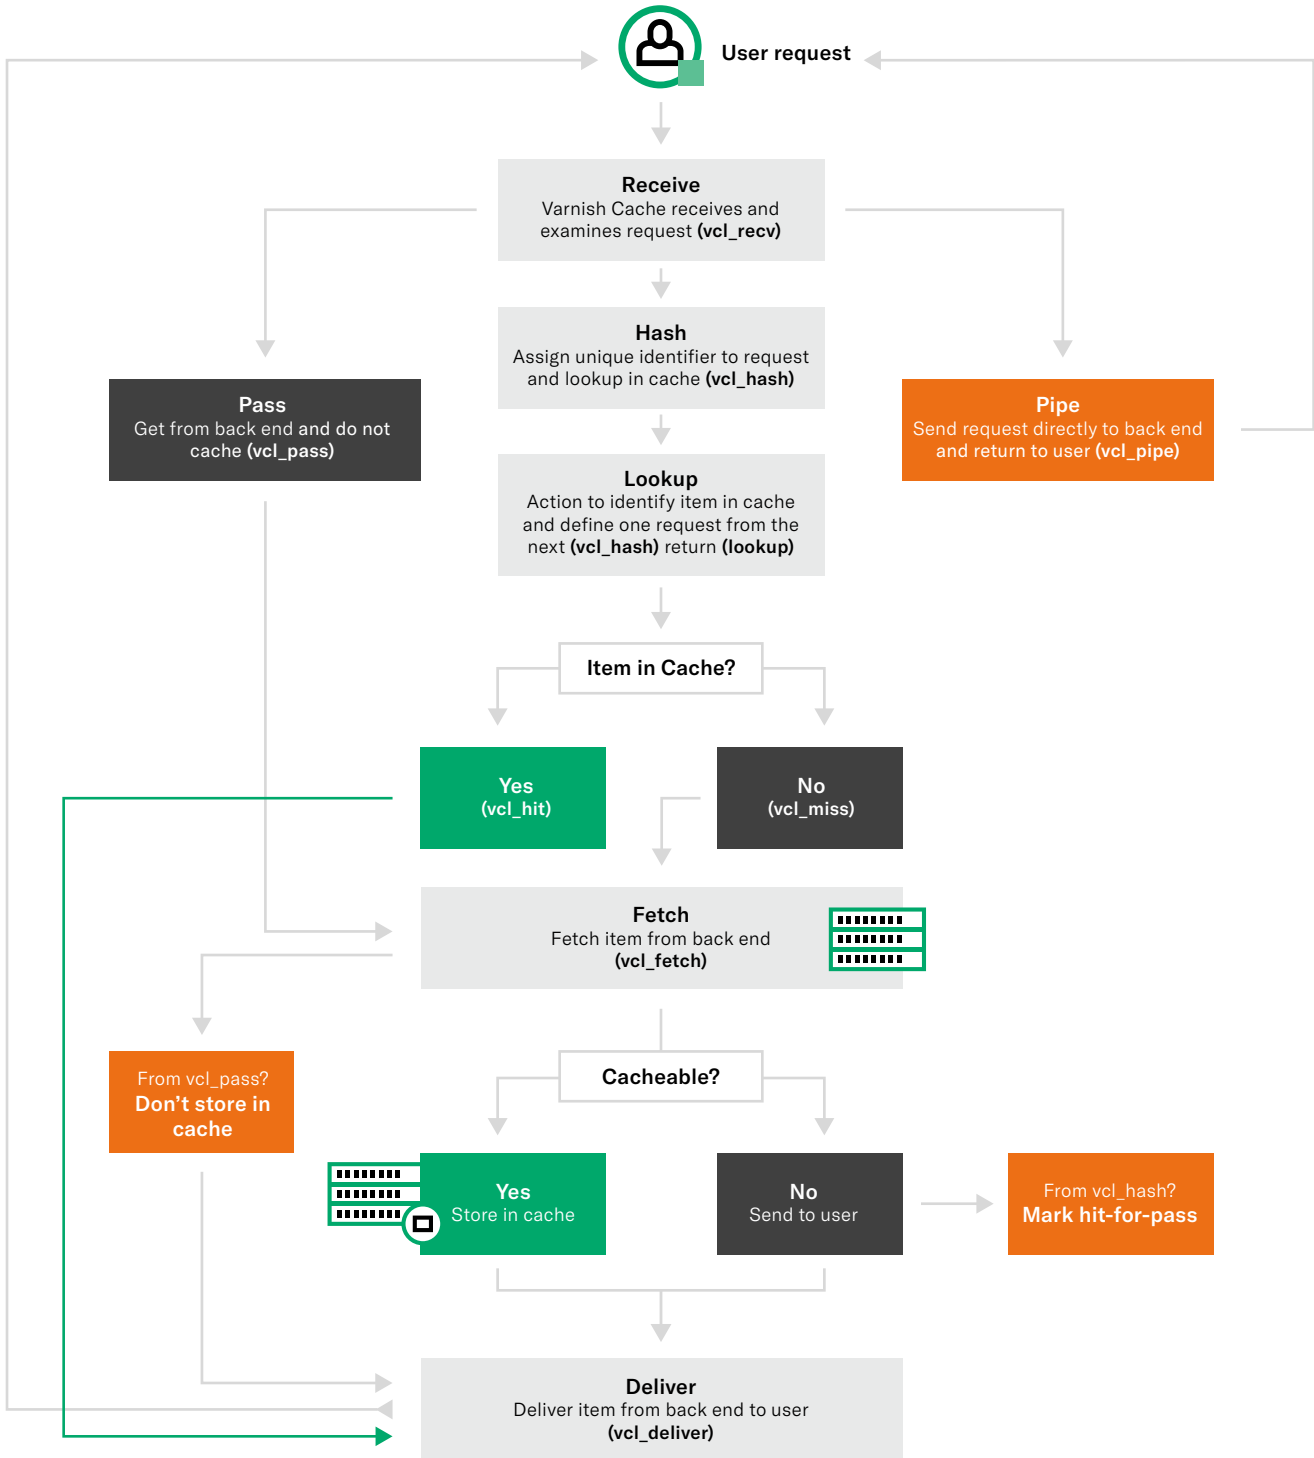 User request
Receive
Varnish Cache receives and
examines request (vcl_recv)
Hash
Assign unique identifier to request
and lookup in cache (vcl_hash)
Pass
Get from back end and do not
cache (vcl_pass)
Pipe
Send request directly to back end
and return to user (vcl_pipe)
Lookup
Action to identify item in cache
and define one request from the
next (vcl_hash) return (lookup)
Item in Cache?
Yes
(vcl_hit)
No
(vcl_miss)
Fetch
Fetch item from back end
(vcl_fetch)
Cacheable?
From vcl_pass?
Don't store in
cache
Yes
Store in cache
No
Send to user
From vcl_hash?
Mark hit-for-pass
Deliver
Deliver item from back end to user
(vcl_deliver)